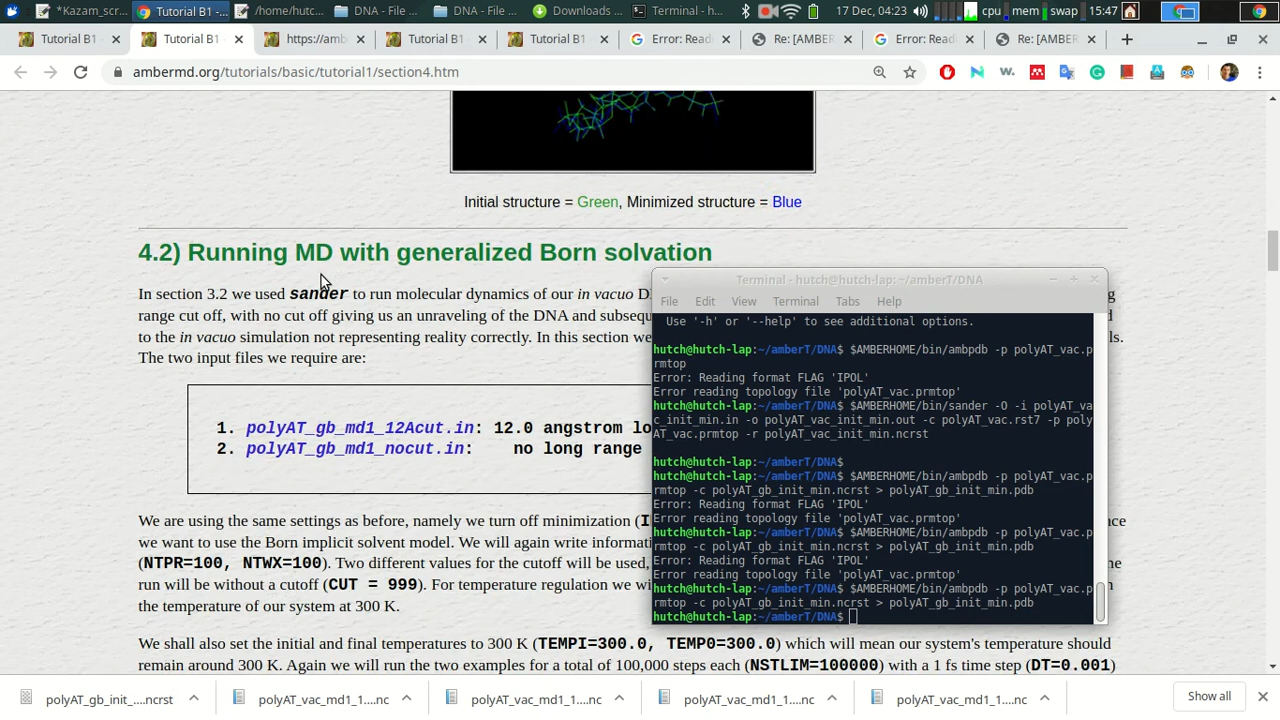 *Kazam_scr... Tutorial B1 -... /home/hutc... DNA - File ... DNA - File ... Downloads ... Terminal - h... 17 Dec, 04:23 cpu mem swap 15:47
Tutorial B1 - Tutorial B1 - https://amb Tutorial B1 - Tutorial B1 - Error: Read Re: [AMBER Error: Read Re: [AMBER
ambermd.org/tutorials/basic/tutorial1/section4.htm
Initial structure = Green, Minimized structure = Blue
4.2) Running MD with generalized Born solvation
In section 3.2 we used sander to run molecular dynamics of our in vacuo D
range cut off, with no cut off giving us an unraveling of the DNA and subsequ
to the in vacuo simulation not representing reality correctly. In this section we
The two input files we require are:
1. polyAT_gb_md1_12Acut.in: 12.0 angstrom lo
2. polyAT_gb_md1_nocut.in: no long range
We are using the same settings as before, namely we turn off minimization (I
we want to use the Born implicit solvent model. We will again write informati
(NTPR=100, NTWX=100). Two different values for the cutoff will be used,
run will be without a cutoff (CUT = 999). For temperature regulation we wi
the temperature of our system at 300 K.
We shall also set the initial and final temperatures to 300 K (TEMPI=300.0, TEMP0=300.0) which will mean our system's temperature should
remain around 300 K. Again we will run the two examples for a total of 100,000 steps each (NSTLIM=100000) with a 1 fs time step (DT=0.001)
Terminal - hutch@hutch-lap: ~/amberT/DNA
File Edit View Terminal Tabs Help
Use '-h' or '--help' to see additional options.
hutch@hutch-lap:~/amberT/DNA$ $AMBERHOME/bin/ambpdb -p polyAT_vac.p
rmtop
Error: Reading format FLAG 'IPOL'
Error reading topology file 'polyAT_vac.prmtop'
hutch@hutch-lap:~/amberT/DNA$ $AMBERHOME/bin/sander -O -i polyAT_va
c_init_min.in -o polyAT_vac_init_min.out -c polyAT_vac.rst7 -p poly
AT_vac.prmtop -r polyAT_vac_init_min.ncrst
hutch@hutch-lap:~/amberT/DNA$
hutch@hutch-lap:~/amberT/DNA$ $AMBERHOME/bin/ambpdb -p polyAT_vac.p
rmtop -c polyAT_gb_init_min.ncrst > polyAT_gb_init_min.pdb
Error: Reading format FLAG 'IPOL'
Error reading topology file 'polyAT_vac.prmtop'
hutch@hutch-lap:~/amberT/DNA$ $AMBERHOME/bin/ambpdb -p polyAT_vac.p
rmtop -c polyAT_gb_init_min.ncrst > polyAT_gb_init_min.pdb
Error: Reading format FLAG 'IPOL'
Error reading topology file 'polyAT_vac.prmtop'
hutch@hutch-lap:~/amberT/DNA$ $AMBERHOME/bin/ambpdb -p polyAT_vac.p
rmtop -c polyAT_gb_init_min.ncrst > polyAT_gb_init_min.pdb
hutch@hutch-lap:~/amberT/DNA$
polyAT_gb_init_....ncrst polyAT_vac_md1_1....nc polyAT_vac_md1_1....nc polyAT_vac_md1_1....nc polyAT_vac_md1_1....nc Show all